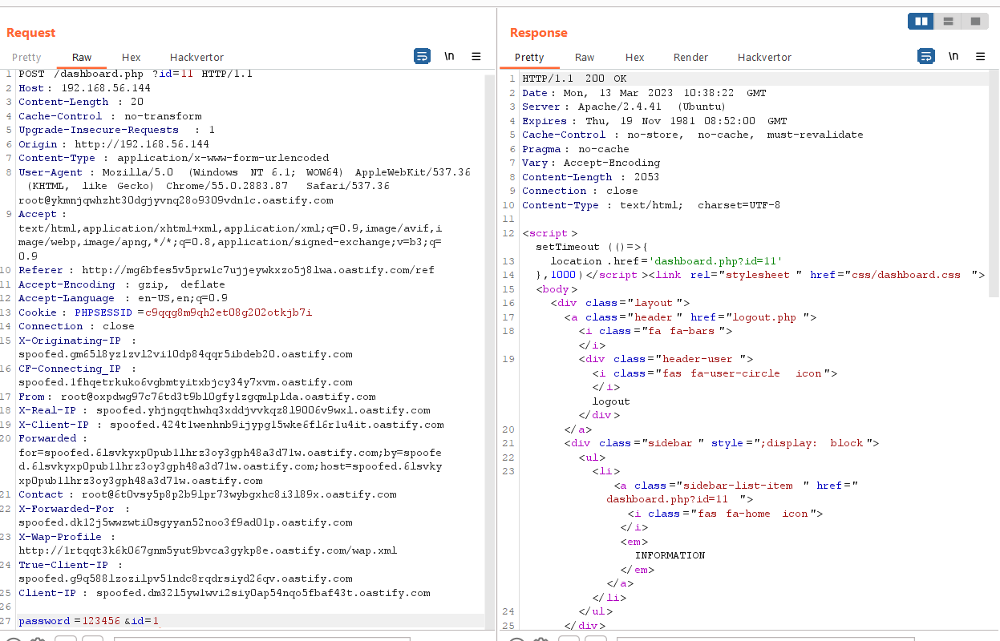 Request
Pretty Raw Hex Hackvertor \n
1 POST /dashboard.php ?id=11 HTTP/1.1
2 Host : 192.168.56.144
3 Content-Length : 20
4 Cache-Control : no-transform
5 Upgrade-Insecure-Requests : 1
6 Origin : http://192.168.56.144
7 Content-Type : application/x-www-form-urlencoded
8 User-Agent : Mozilla/5.0 (Windows NT 6.1; WOW64) AppleWebKit/537.36
(KHTML, like Gecko) Chrome/55.0.2883.87 Safari/537.36
root@ykmnjqwhzht30dgjyvnq28o9309vdn1c.oastify.com
9 Accept :
text/html,application/xhtml+xml,application/xml;q=0.9,image/avif,i
mage/webp,image/apng,*/*;q=0.8,application/signed-exchange;v=b3;q=
0.9
10 Referer : http://mg6bfes5v5prw1c7ujjeywkxzo5j8lwa.oastify.com/ref
11 Accept-Encoding : gzip, deflate
12 Accept-Language : en-US,en;q=0.9
13 Cookie : PHPSESSID =c9qqg8m9qh2et08g202otkjb7i
14 Connection : close
15 X-Originating-IP :
spoofed.gm65l8yz1zvl2vi10dp84qqr5ibdeb20.oastify.com
16 CF-Connecting_IP :
spoofed.1fhqetrkuko6vgbmtyitxbjcy34y7xvm.oastify.com
17 From : root@oxpdwg97c76td3t9bl0gfy1zgqmlplda.oastify.com
18 X-Real-IP : spoofed.yhjngqthwhq3xddjvvkqz8l9006v9wxl.oastify.com
19 X-Client-IP : spoofed.424t1wenhnb9ijypg15wke6fl6r1u4it.oastify.com
20 Forwarded :
for=spoofed.6lsvkyxp0pub1lhrz3oy3gph48a3d71w.oastify.com;by=spoofe
d.6lsvkyxp0pub1lhrz3oy3gph48a3d71w.oastify.com;host=spoofed.6lsvky
xp0pub1lhrz3oy3gph48a3d71w.oastify.com
21 Contact : root@6t0vsy5p8p2b9lpr73wybgxhc8i3l89x.oastify.com
22 X-Forwarded-For :
spoofed.dk12j5wwzwti0sgyyan52noo3f9ad01p.oastify.com
23 X-Wap-Profile :
http://1rtqqt3k6k067gnm5yut9bvca3gykp8e.oastify.com/wap.xml
24 True-Client-IP :
spoofed.g9q588lzozilpv51ndc8rqdrsiyd26qv.oastify.com
25 Client-IP : spoofed.dm32l5ywlwvi2siy0ap54nqo5fbaf43t.oastify.com
26
27 password =123456 &id=1
Response
Pretty Raw Hex Render Hackvertor \n
1 HTTP/1.1 200 OK
2 Date : Mon, 13 Mar 2023 10:38:22 GMT
3 Server : Apache/2.4.41 (Ubuntu)
4 Expires : Thu, 19 Nov 1981 08:52:00 GMT
5 Cache-Control : no-store, no-cache, must-revalidate
6 Pragma : no-cache
7 Vary : Accept-Encoding
8 Content-Length : 2053
9 Connection : close
10 Content-Type : text/html; charset=UTF-8
11
12 <script >
setTimeout (()=>{
13 location .href='dashboard.php?id=11'
14 },1000)</script ><link rel="stylesheet " href="css/dashboard.css ">
15 <body >
16 <div class="layout ">
17 <a class="header " href="logout.php ">
18 <i class="fa fa-bars ">
</i>
19 <div class="header-user ">
<i class="fas fa-user-circle icon">
</i>
logout
</div>
20 </a>
21 <div class="sidebar " style=";display: block">
22 <ul>
23 <li>
<a class="sidebar-list-item " href="
dashboard.php?id=11 ">
<i class="fas fa-home icon">
</i>
<em>
INFORMATION
</em>
</a>
</li>
24 </ul>
25 </div>